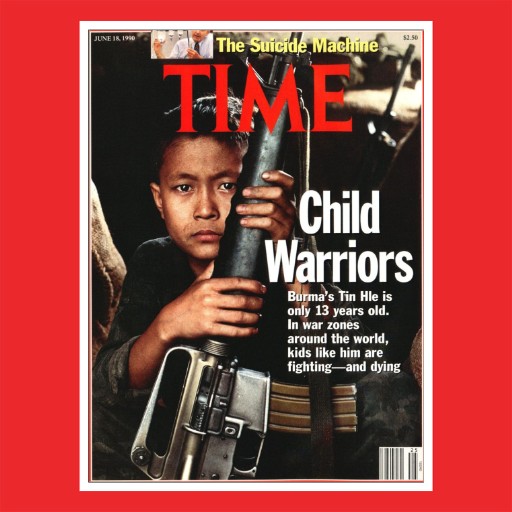 JUNE 18, 1990
The Suicide Machine
$2.50
TIME
Child
Warriors
Burma's Tin Hle is
only 13 years old.
In war zones
around the world,
kids like him are
fighting—and dying
25